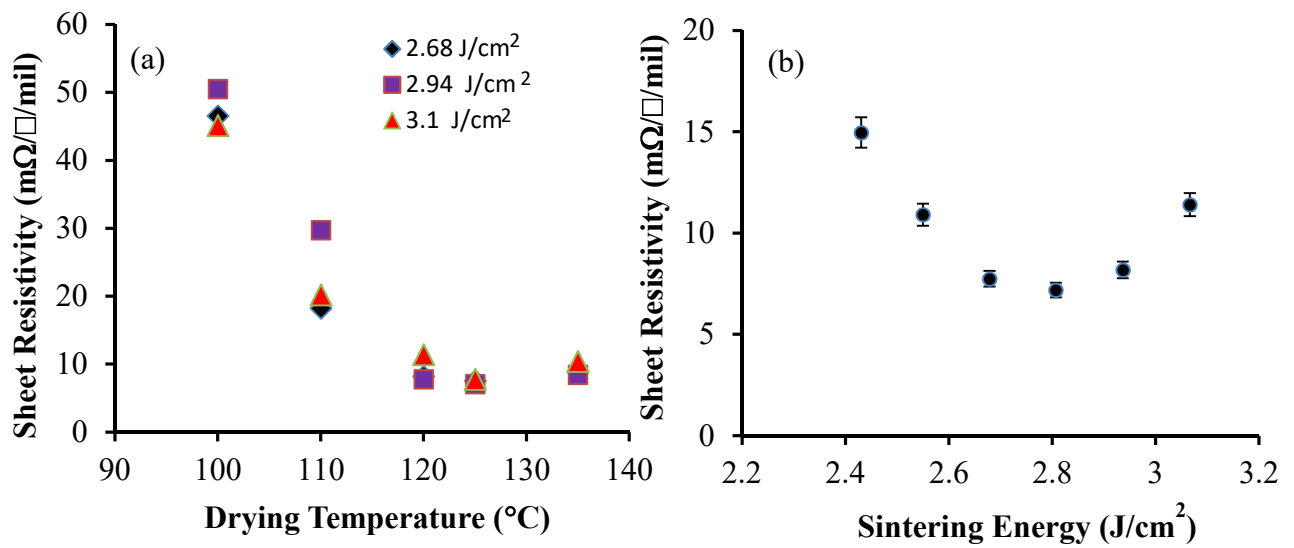 60
50
40
30
20
10
0
90 100 110 120 130 140
Sheet Resistivity (mΩ/□/mil)
Drying Temperature (°C)
(a)
2.68 J/cm²
2.94 J/cm ²
3.1 J/cm²
20
15
10
5
0
2.2 2.4 2.6 2.8 3 3.2
Sheet Resistivity (mΩ/□/mil)
Sintering Energy (J/cm²)
(b)